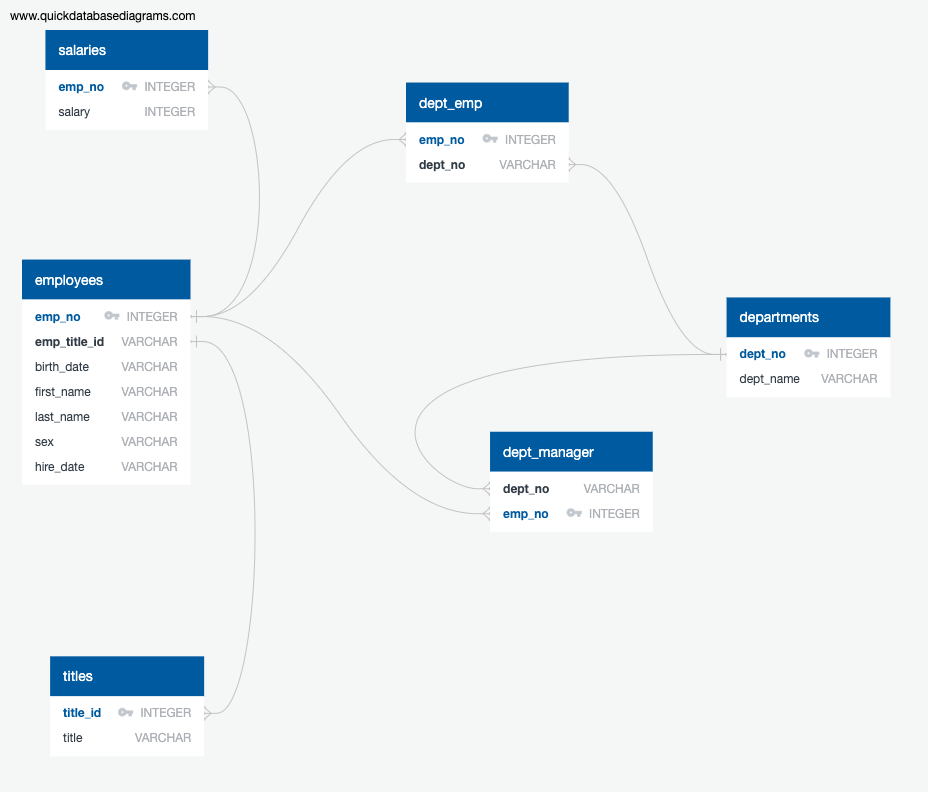 www.quickdatabasediagrams.com
salaries
emp_no INTEGER
salary INTEGER
dept_emp
emp_no INTEGER
dept_no VARCHAR
employees
emp_no INTEGER
emp_title_id VARCHAR
birth_date VARCHAR
first_name VARCHAR
last_name VARCHAR
sex VARCHAR
hire_date VARCHAR
departments
dept_no INTEGER
dept_name VARCHAR
dept_manager
dept_no VARCHAR
emp_no INTEGER
titles
title_id INTEGER
title VARCHAR